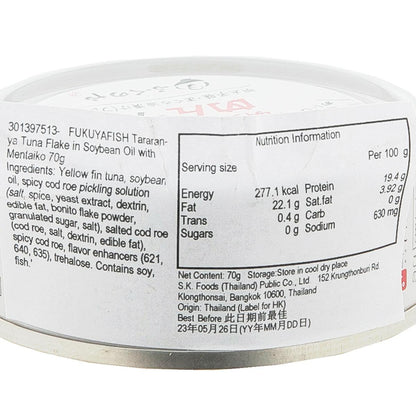 301397513- FUKUYAFISH Tararan-
ya Tuna Flake in Soybean Oil with
Mentaiko 70g
Ingredients: Yellow fin tuna, soybean
oil, spicy cod roe pickling solution
(salt, spice, yeast extract, dextrin,
edible fat, bonito flake powder,
granulated sugar, salt), salted cod roe
(cod roe, salt, dextrin, edible fat),
spicy cod roe, flavor enhancers (621,
640, 635), trehalose. Contains soy,
fish.'
Nutrition Information
Serving size Per 100 g
Energy 277.1 kcal Protein 19.4 g
Fat 22.1 g Sat.fat 3.92 g
Trans 0.4 g Carb 0 g
Sugars 0 g Sodium 630 mg
Net Content: 70g Storage:Store in cool dry place
S.K. Foods (Thailand) Public Co., Ltd. 152 Krungthonburi Rd.
Klongthonsai, Bangkok 10600, Thailand
Origin: Thailand (Label for HK)
Best Before 此日期前最佳
23年05月26日(YY年MM月DD日)